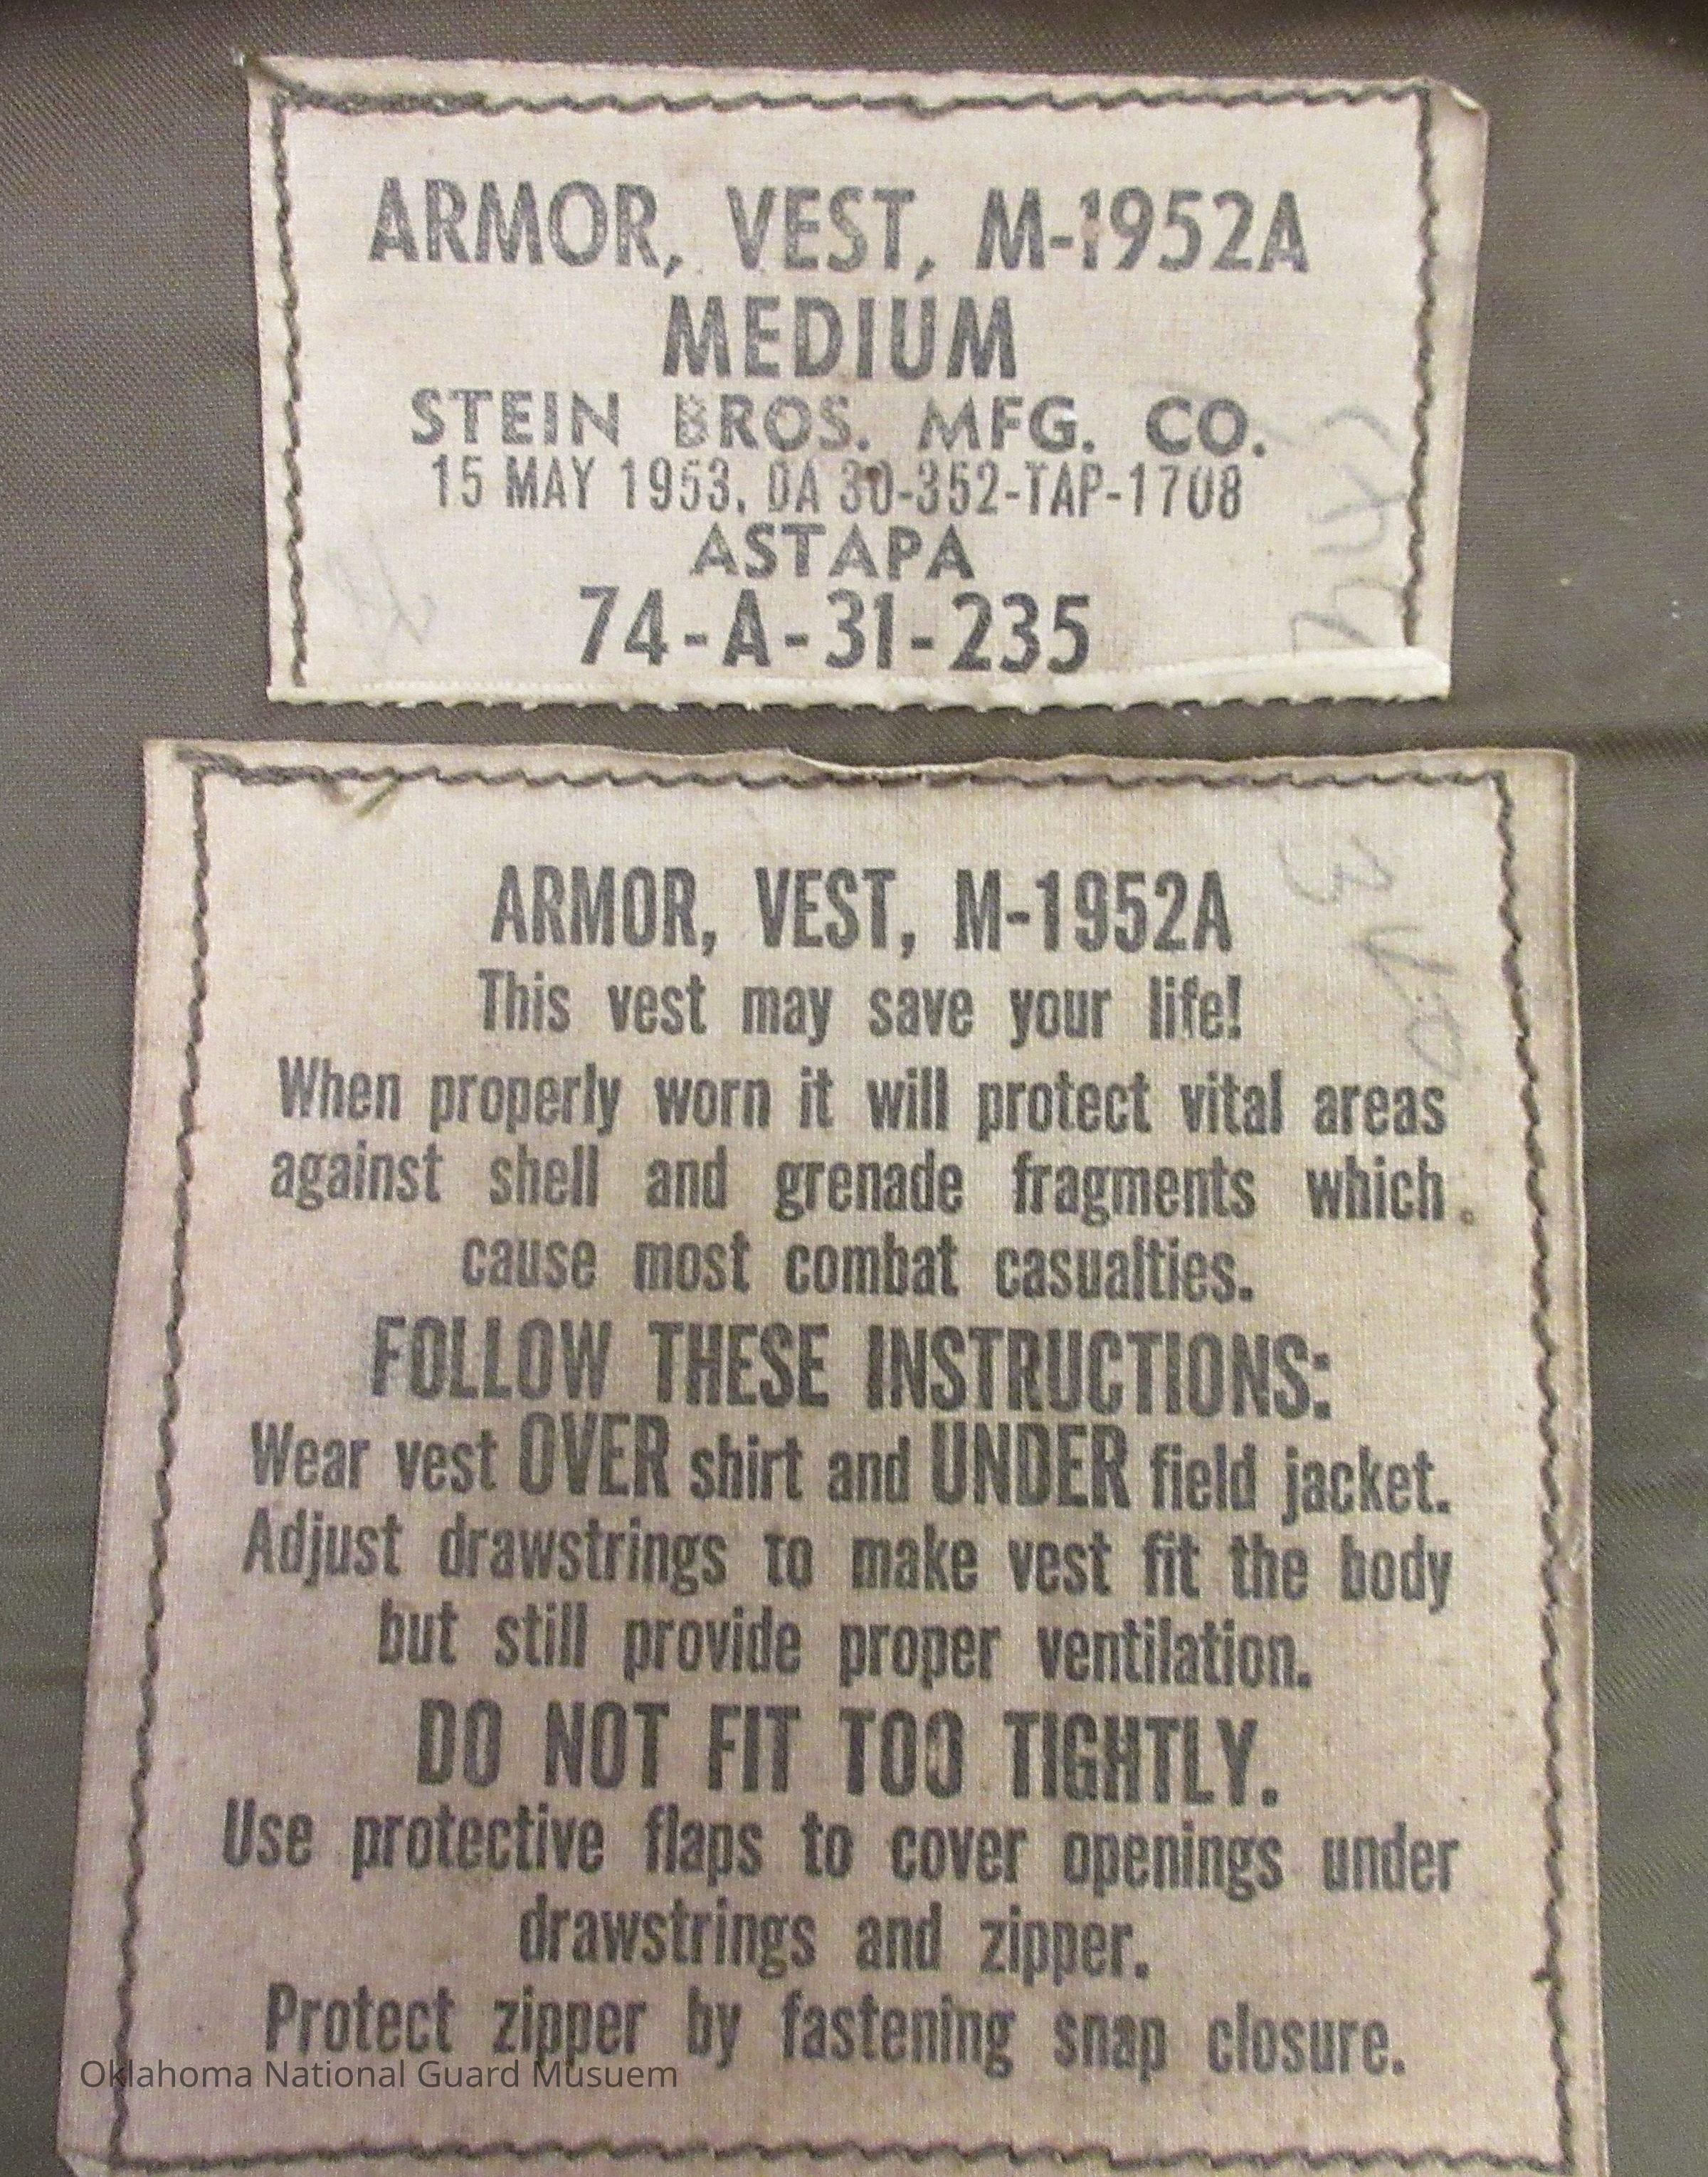 ARMOR, VEST, M-1952A
MEDIUM
STEIN BROS. MFG. CO.
15 MAY 1953, DA 30-352-TAP-1708
ASTAPA
74-A-31-235
ARMOR, VEST, M-1952A
This vest may save your life!
When properly worn it will protect vital areas
against shell and grenade fragments which
cause most combat casualties.
FOLLOW THESE INSTRUCTIONS:
Wear vest OVER shirt and UNDER field jacket.
Adjust drawstrings to make vest fit the body
but still provide proper ventilation.
DO NOT FIT TOO TIGHTLY.
Use protective flaps to cover openings under
drawstrings and zipper.
Protect zipper by fastening snap closure.
Oklahoma National Guard Musuem